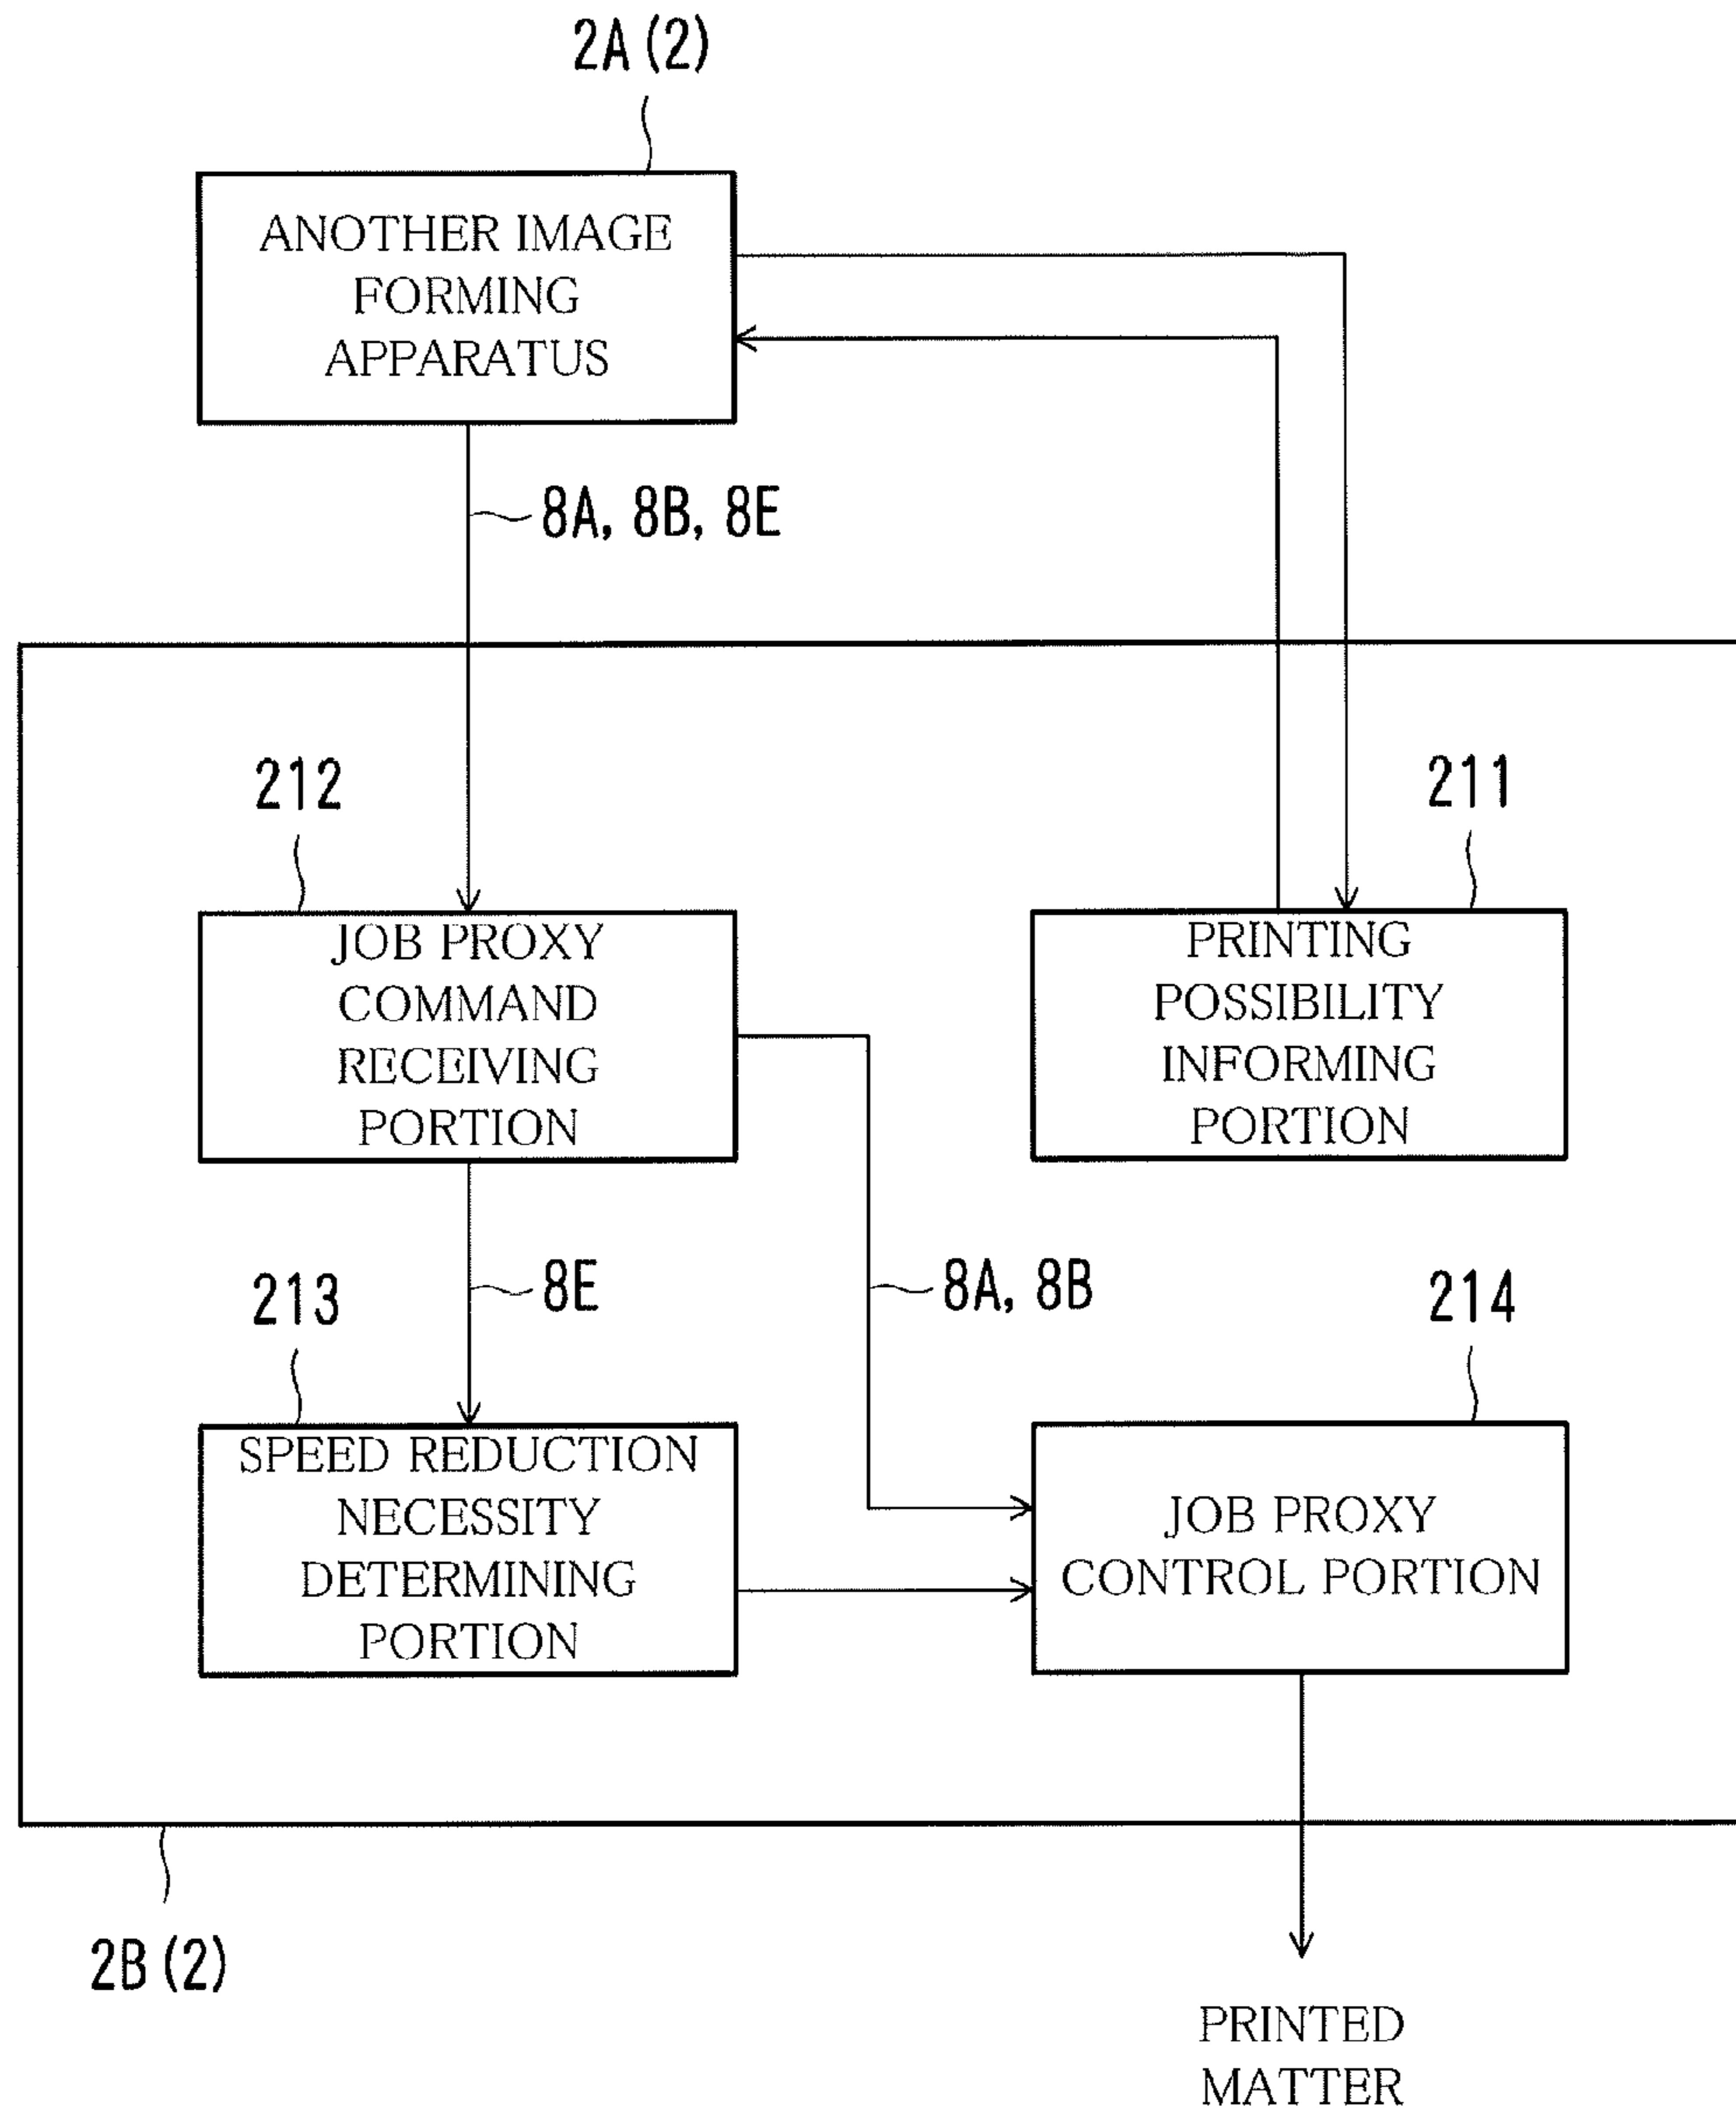 2A (2)
ANOTHER IMAGE
FORMING
APPARATUS
8A, 8B, 8E
212
211
JOB PROXY
COMMAND
RECEIVING
PORTION
PRINTING
POSSIBILITY
INFORMING
PORTION
8E
8A, 8B
213
214
SPEED REDUCTION
NECESSITY
DETERMINING
PORTION
JOB PROXY
CONTROL PORTION
2B (2)
PRINTED
MATTER